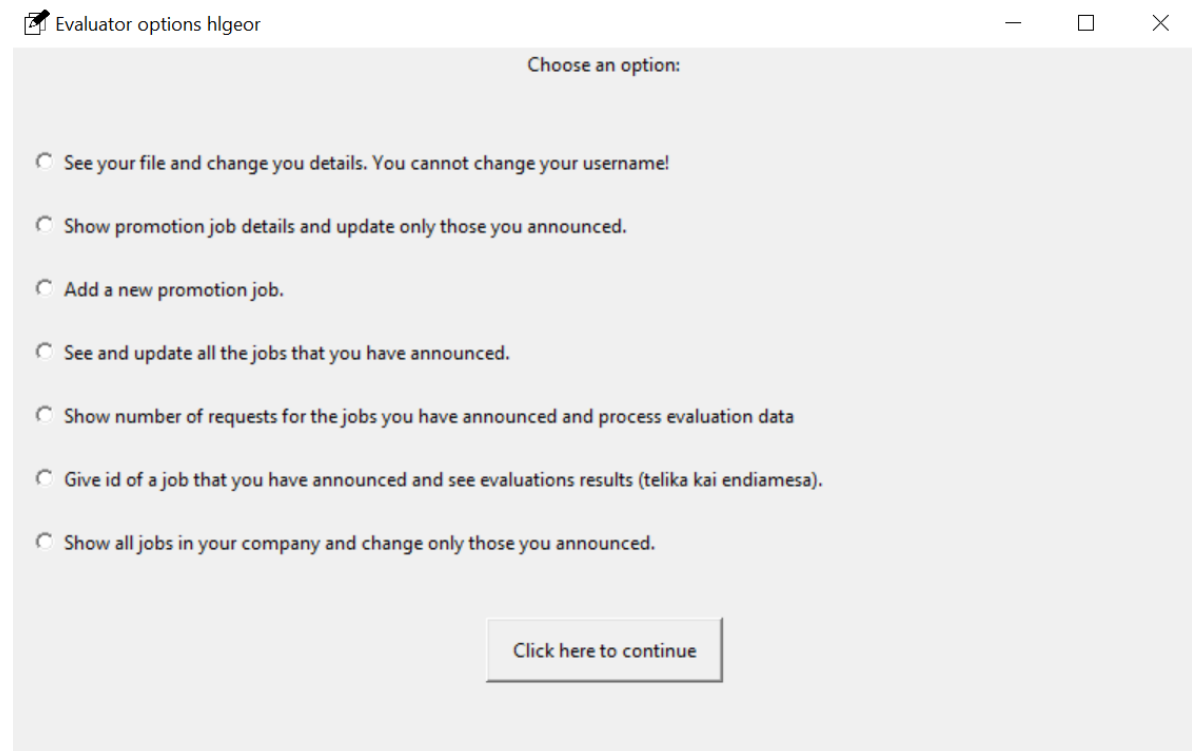 Evaluator options hlgeor
Choose an option:
See your file and change you details. You cannot change your username!
Show promotion job details and update only those you announced.
Add a new promotion job.
See and update all the jobs that you have announced.
Show number of requests for the jobs you have announced and process evaluation data
Give id of a job that you have announced and see evaluations results (telika kai endiamesa).
Show all jobs in your company and change only those you announced.
Click here to continue